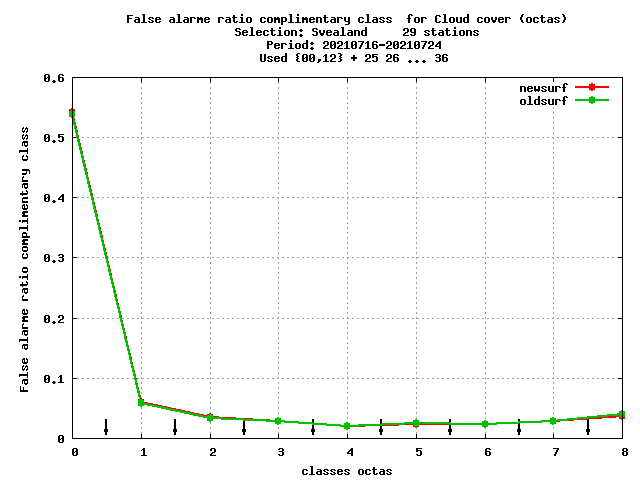 False alarme ratio complimentary class  for Cloud cover (octas)
Selection: Svealand     29 stations
Period: 20210716-20210724
Used {00,12} + 25 26 ... 36
newsurf
oldsurf
False alarme ratio complimentary class
0.6
0.5
0.4
0.3
0.2
0.1
0
0 1 2 3 4 5 6 7 8
classes octas